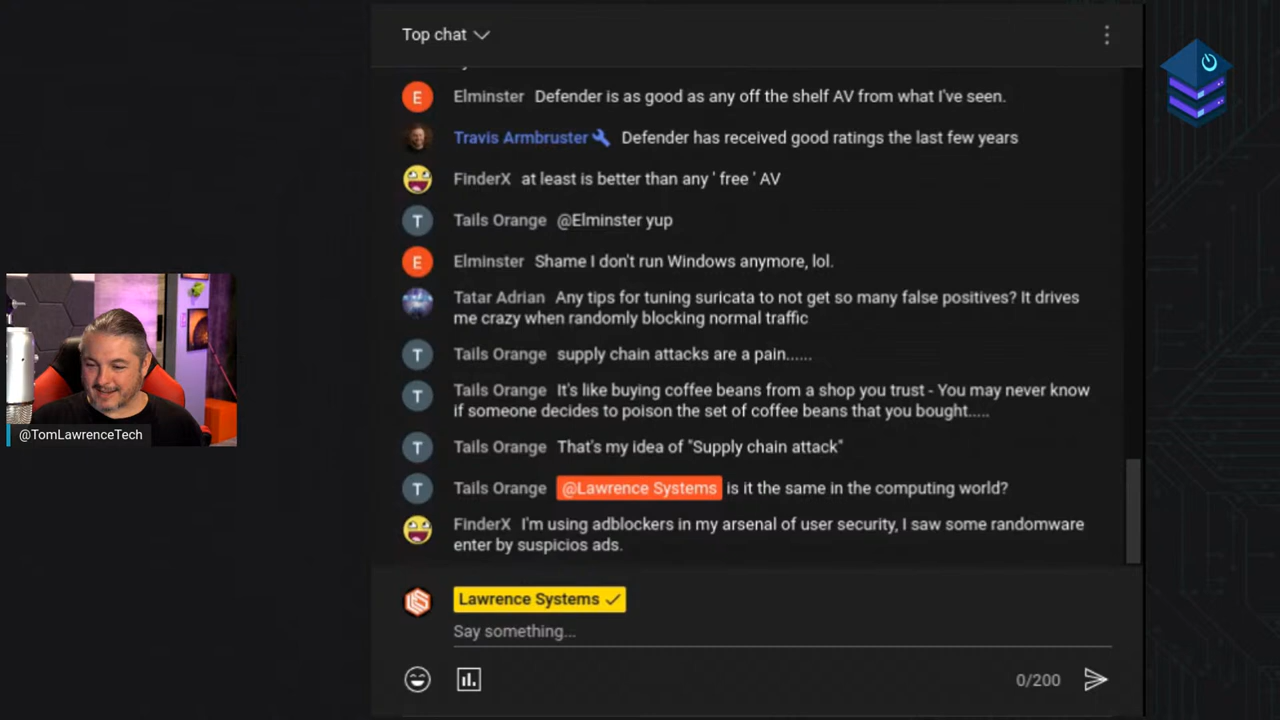 Top chat
E Elminster Defender is as good as any off the shelf AV from what I've seen.
Travis Armbruster Defender has received good ratings the last few years
FinderX at least is better than any ' free ' AV
T Tails Orange @Elminster yup
E Elminster Shame I don't run Windows anymore, lol.
Tatar Adrian Any tips for tuning suricata to not get so many false positives? It drives
me crazy when randomly blocking normal traffic
T Tails Orange supply chain attacks are a pain......
T Tails Orange It's like buying coffee beans from a shop you trust - You may never know
if someone decides to poison the set of coffee beans that you bought.....
T Tails Orange That's my idea of "Supply chain attack"
T Tails Orange @Lawrence Systems is it the same in the computing world?
FinderX I'm using adblockers in my arsenal of user security, I saw some randomware
enter by suspicios ads.
@TomLawrenceTech
Lawrence Systems
Say something...
0/200